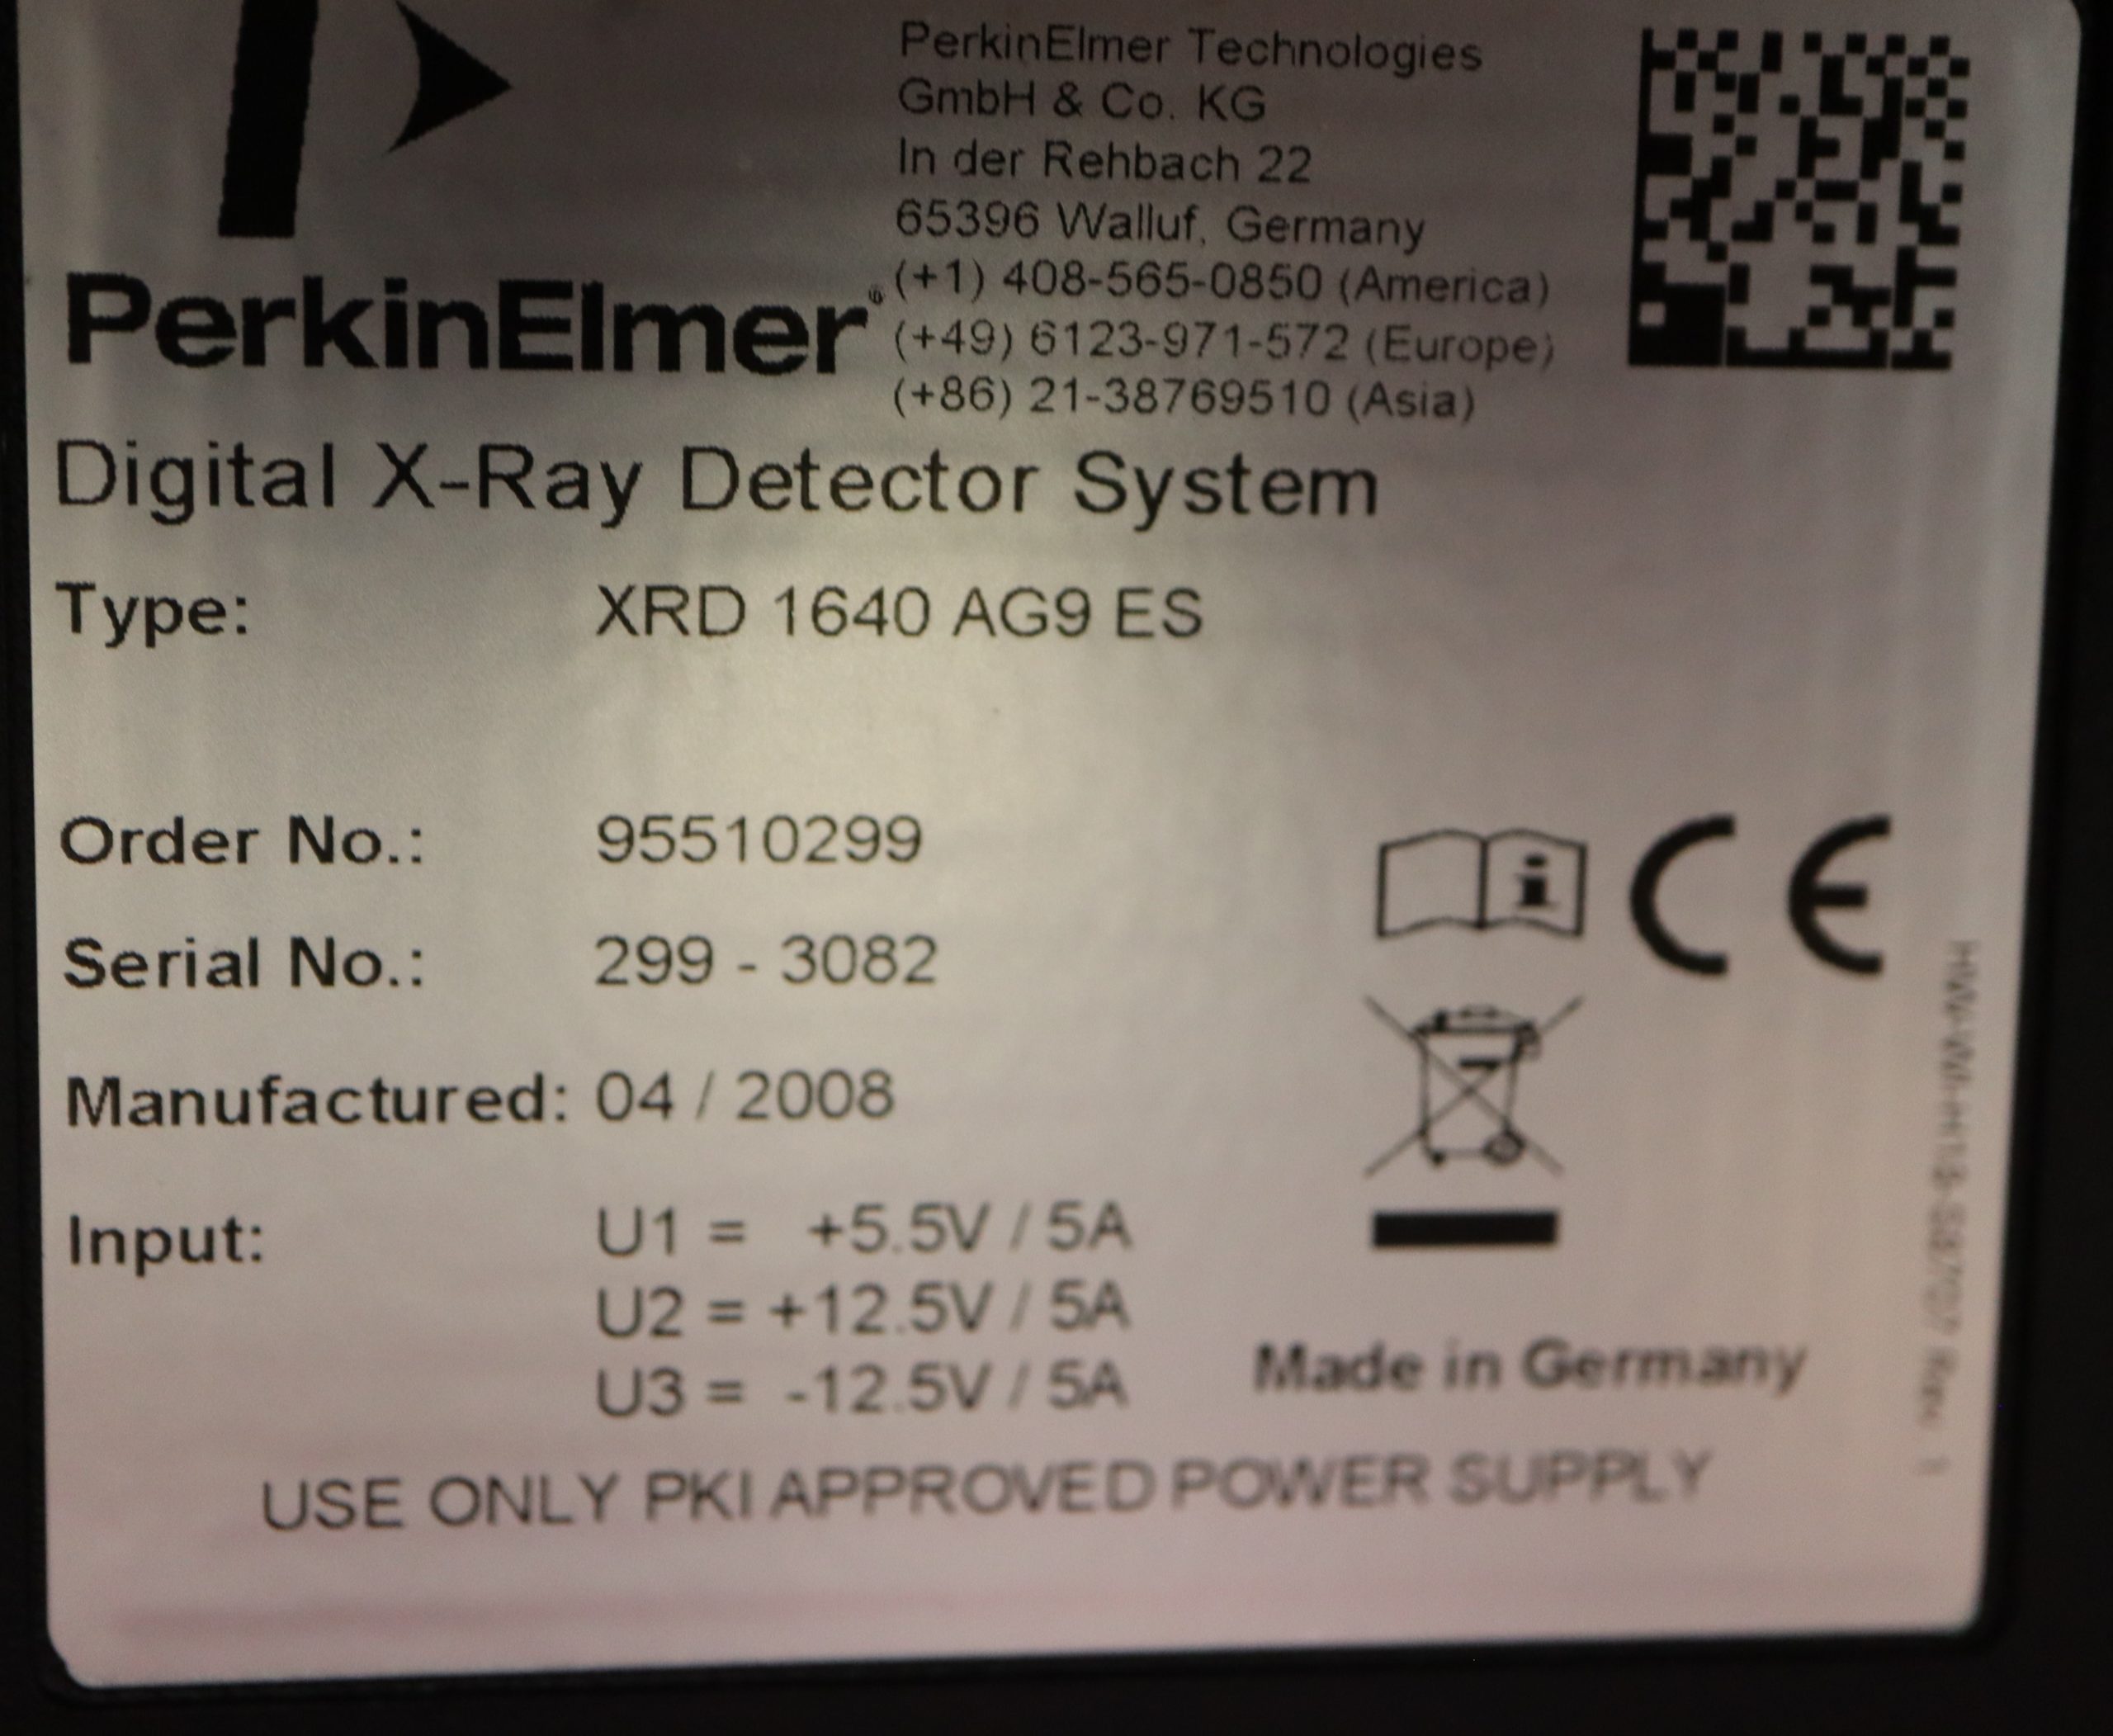 PerkinElmer Technologies
GmbH & Co. KG
In der Rehbach 22
65396 Walluf, Germany
(+1) 408-565-0850 (America)
(+49) 6123-971-572 (Europe)
(+86) 21-38769510 (Asia)
PerkinElmer®
Digital X-Ray Detector System
Type: XRD 1640 AG9 ES
Order No.: 95510299
Serial No.: 299 - 3082
Manufactured: 04 / 2008
Input: U1 = +5.5V / 5A
U2 = +12.5V / 5A
U3 = -12.5V / 5A
CE
Made in Germany
USE ONLY PKI APPROVED POWER SUPPLY